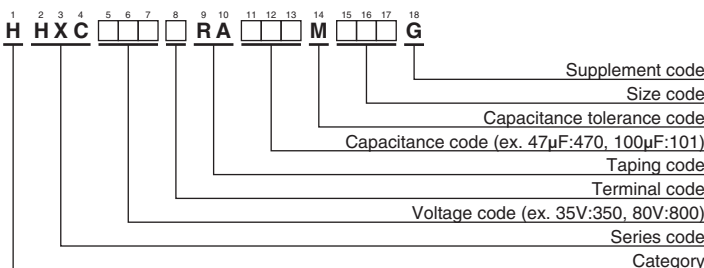 1 2 3 4 5 6 7 8 9 10 11 12 13 14 15 16 17 18
H HXC □□□ □ RA □□□ M □□□ G
Supplement code
Size code
Capacitance tolerance code
Capacitance code (ex. 47µF:470, 100µF:101)
Taping code
Terminal code
Voltage code (ex. 35V:350, 80V:800)
Series code
Category